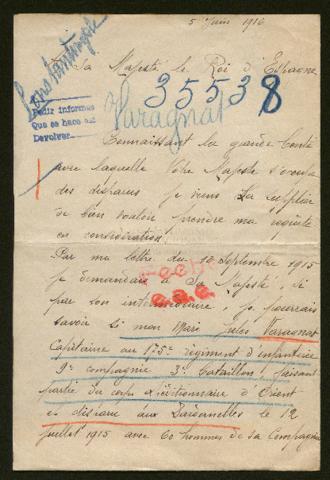 5 Juin 1916
A Sa Majesté le Roi d'Espagne
35538
Varagnat
Pedir informes
Que se hace así
Devolver
Connaissant la grande bonté
avec laquelle Votre Majesté s'occupe
des disparus je viens La supplier
de bien vouloir prendre ma requête
en considération.
Par ma lettre du 12 Septembre 1915
je demandais à Sa Majesté, si
par son intermédiaire, je pourrais
savoir si mon Mari Jules Varagnat
Capitaine au 175e régiment d'infanterie
9e compagnie 3e bataillon faisant
partie du corps expéditionnaire d'Orient
et disparu aux Dardanelles le 12
juillet 1915 avec 60 hommes de sa Compagnie